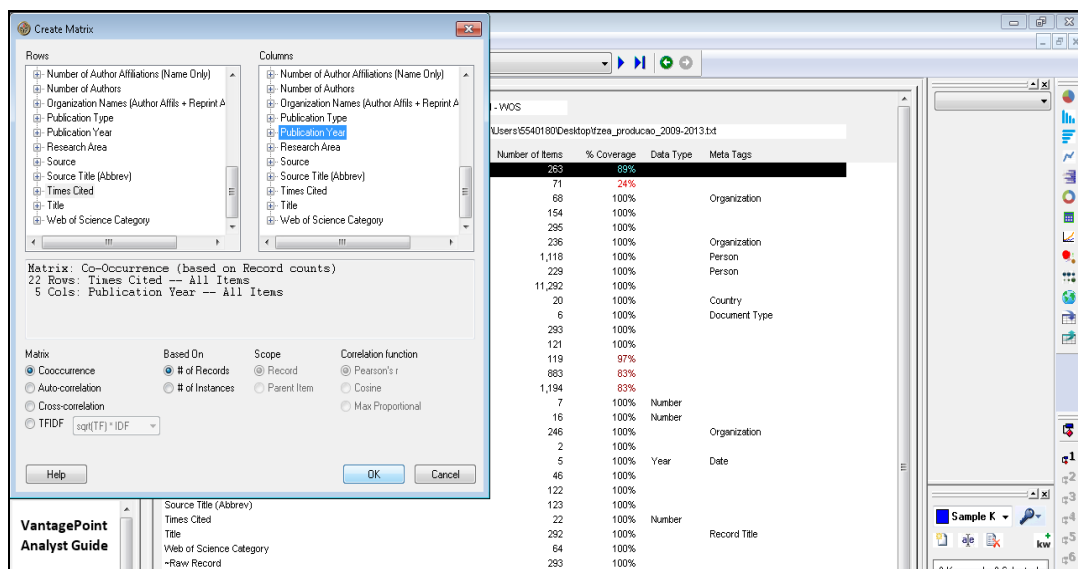 Create Matrix
Rows
Number of Author Affiliations (Name Only)
Number of Authors
Organization Names (Author Affils + Reprint A
Publication Type
Publication Year
Research Area
Source
Source Title (Abbrev)
Times Cited
Title
Web of Science Category
Columns
Number of Author Affiliations (Name Only)
Number of Authors
Organization Names (Author Affils + Reprint A
Publication Type
Publication Year
Research Area
Source
Source Title (Abbrev)
Times Cited
Title
Web of Science Category
Matrix: Co-Occurrence (based on Record counts)
22 Rows: Times Cited -- All Items
5 Cols: Publication Year -- All Items
Matrix
Cooccurrence
Auto-correlation
Cross-correlation
TFIDF sqrt(TF) * IDF
Based On
# of Records
# of Instances
Scope
Record
Parent Item
Correlation function
Pearson's r
Cosine
Max Proportional
Help OK Cancel
- WOS
\Users\5540180\Desktop\fzea_producao_2009-2013.txt
Number of Items % Coverage Data Type Meta Tags
263 89%
71 24%
68 100% Organization
154 100%
295 100%
236 100% Organization
1,118 100% Person
229 100% Person
11,292 100%
20 100% Country
6 100% Document Type
293 100%
121 100%
119 97%
883 83%
1,194 83%
7 100% Number
16 100% Number
246 100% Organization
2 100%
5 100% Year Date
46 100%
122 100%
Source Title (Abbrev) 123 100%
Times Cited 22 100% Number
Title 292 100% Record Title
Web of Science Category 64 100%
~Raw Record 293 100%
VantagePoint
Analyst Guide
Sample K
kw
1
2
3
4
5
6